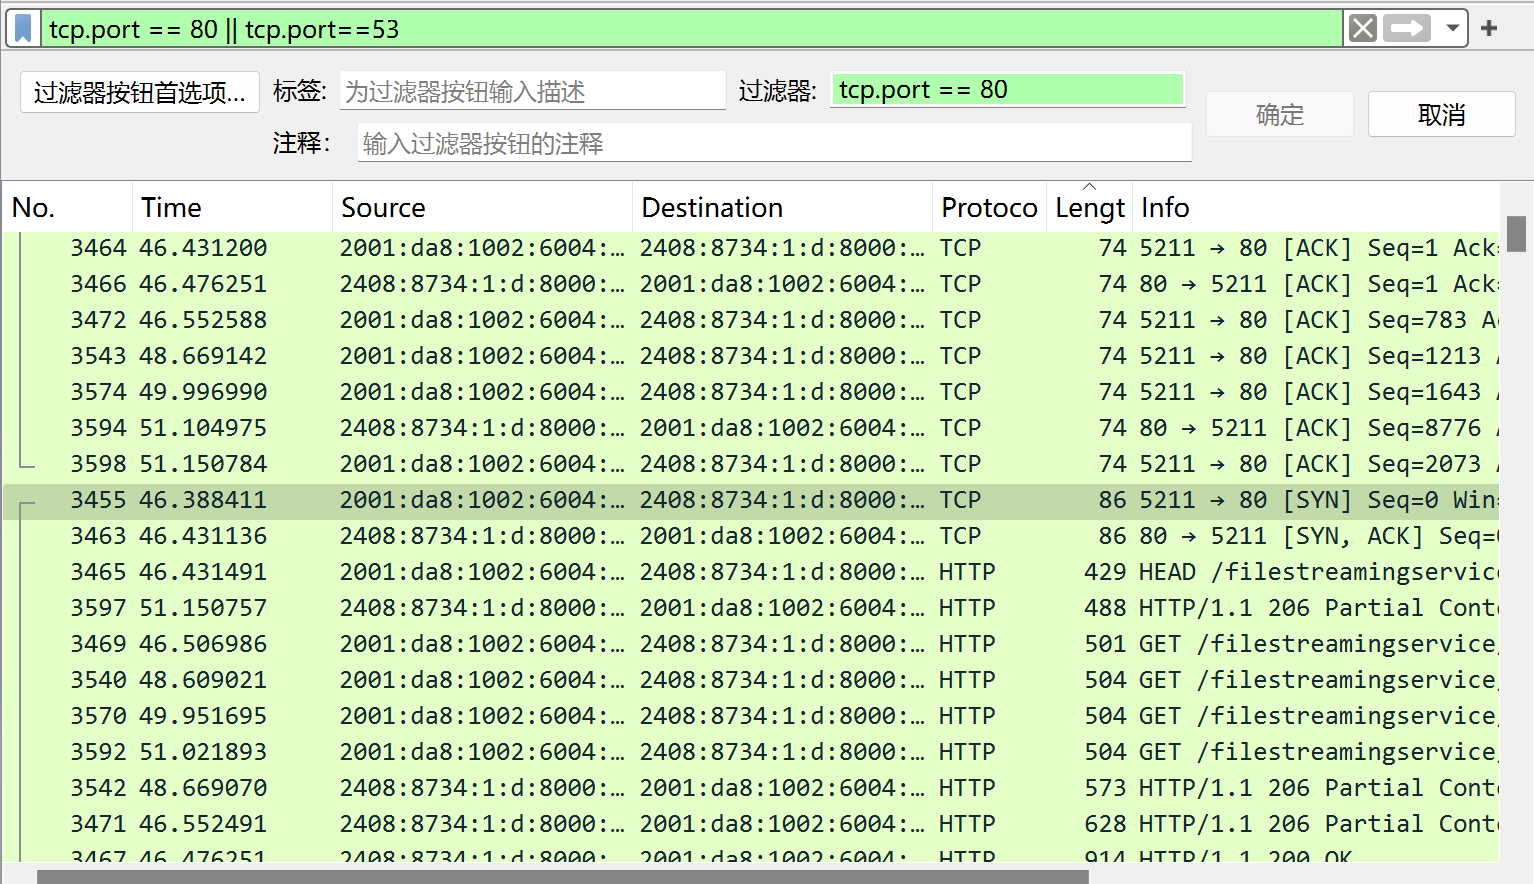 tcp.port == 80 || tcp.port==53
过滤器按钮首选项... 标签: 为过滤器按钮输入描述 过滤器: tcp.port == 80 确定 取消
注释: 输入过滤器按钮的注释
No. Time Source Destination Protoco Lengt Info
3464 46.431200 2001:da8:1002:6004:… 2408:8734:1:d:8000:… TCP 74 5211 → 80 [ACK] Seq=1 Ack=
3466 46.476251 2408:8734:1:d:8000:… 2001:da8:1002:6004:… TCP 74 80 → 5211 [ACK] Seq=1 Ack=
3472 46.552588 2001:da8:1002:6004:… 2408:8734:1:d:8000:… TCP 74 5211 → 80 [ACK] Seq=783 A
3543 48.669142 2001:da8:1002:6004:… 2408:8734:1:d:8000:… TCP 74 5211 → 80 [ACK] Seq=1213
3574 49.996990 2001:da8:1002:6004:… 2408:8734:1:d:8000:… TCP 74 5211 → 80 [ACK] Seq=1643
3594 51.104975 2408:8734:1:d:8000:… 2001:da8:1002:6004:… TCP 74 80 → 5211 [ACK] Seq=8776
3598 51.150784 2001:da8:1002:6004:… 2408:8734:1:d:8000:… TCP 74 5211 → 80 [ACK] Seq=2073
3455 46.388411 2001:da8:1002:6004:… 2408:8734:1:d:8000:… TCP 86 5211 → 80 [SYN] Seq=0 Win=
3463 46.431136 2408:8734:1:d:8000:… 2001:da8:1002:6004:… TCP 86 80 → 5211 [SYN, ACK] Seq=
3465 46.431491 2001:da8:1002:6004:… 2408:8734:1:d:8000:… HTTP 429 HEAD /filestreamingservic
3597 51.150757 2408:8734:1:d:8000:… 2001:da8:1002:6004:… HTTP 488 HTTP/1.1 206 Partial Cont
3469 46.506986 2001:da8:1002:6004:… 2408:8734:1:d:8000:… HTTP 501 GET /filestreamingservice
3540 48.609021 2001:da8:1002:6004:… 2408:8734:1:d:8000:… HTTP 504 GET /filestreamingservice
3570 49.951695 2001:da8:1002:6004:… 2408:8734:1:d:8000:… HTTP 504 GET /filestreamingservice
3592 51.021893 2001:da8:1002:6004:… 2408:8734:1:d:8000:… HTTP 504 GET /filestreamingservice
3542 48.669070 2408:8734:1:d:8000:… 2001:da8:1002:6004:… HTTP 573 HTTP/1.1 206 Partial Cont
3471 46.552491 2408:8734:1:d:8000:… 2001:da8:1002:6004:… HTTP 628 HTTP/1.1 206 Partial Cont
3467 46.476251 2408:8734:1:d:8000:… 2001:da8:1002:6004:… HTTP 914 HTTP/1.1 200 OK